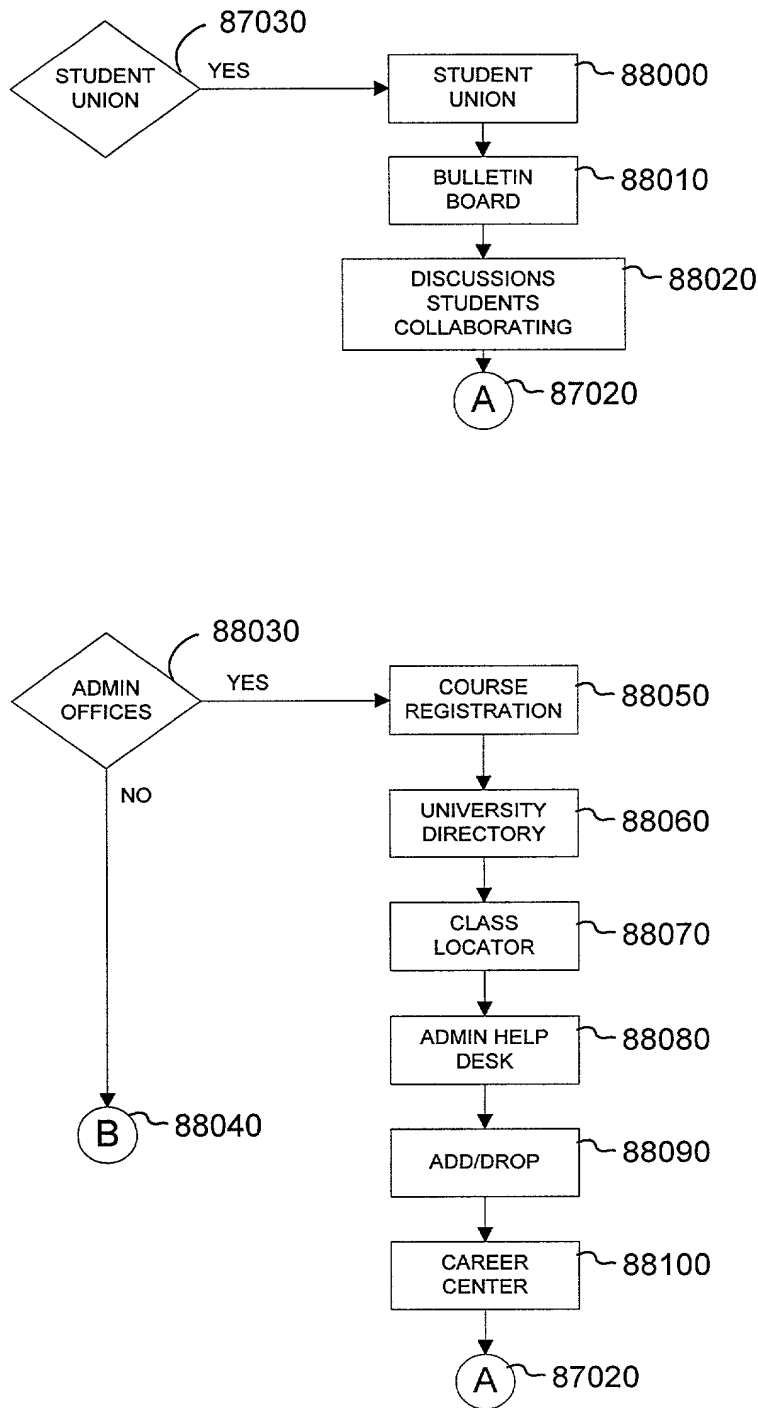 87030
STUDENT
UNION
YES
STUDENT
UNION
88000
BULLETIN
BOARD
88010
DISCUSSIONS
STUDENTS
COLLABORATING
88020
A
87020
88030
ADMIN
OFFICES
YES
COURSE
REGISTRATION
88050
NO
UNIVERSITY
DIRECTORY
88060
CLASS
LOCATOR
88070
ADMIN HELP
DESK
88080
B
88040
ADD/DROP
88090
CAREER
CENTER
88100
A
87020